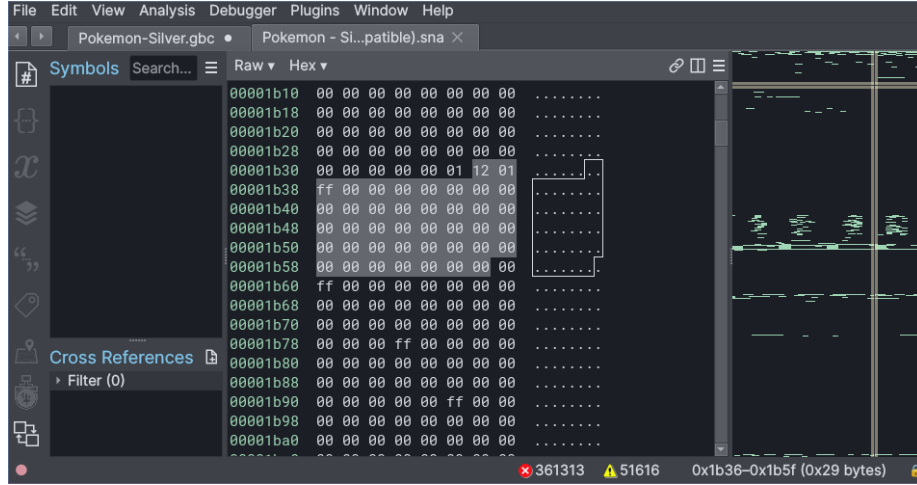 File Edit View Analysis Debugger Plugins Window Help
Pokemon-Silver.gbc ● Pokemon - Si...patible).sna ×
Symbols Search... ☰ Raw ▾ Hex ▾
00001b10 00 00 00 00 00 00 00 00 ........
00001b18 00 00 00 00 00 00 00 00 ........
00001b20 00 00 00 00 00 00 00 00 ........
00001b28 00 00 00 00 00 00 00 00 ........
00001b30 00 00 00 00 00 01 12 01 ........
00001b38 ff 00 00 00 00 00 00 00 ........
00001b40 00 00 00 00 00 00 00 00 ........
00001b48 00 00 00 00 00 00 00 00 ........
00001b50 00 00 00 00 00 00 00 00 ........
00001b58 00 00 00 00 00 00 00 00 ........
00001b60 ff 00 00 00 00 00 00 00 ........
00001b68 00 00 00 00 00 00 00 00 ........
00001b70 00 00 00 00 00 00 00 00 ........
00001b78 00 00 00 ff 00 00 00 00 ........
00001b80 00 00 00 00 00 00 00 00 ........
00001b88 00 00 00 00 00 00 00 00 ........
00001b90 00 00 00 00 00 ff 00 00 ........
00001b98 00 00 00 00 00 00 00 00 ........
00001ba0 00 00 00 00 00 00 00 00 ........
Cross References
Filter (0)
361313 51616 0x1b36–0x1b5f (0x29 bytes)